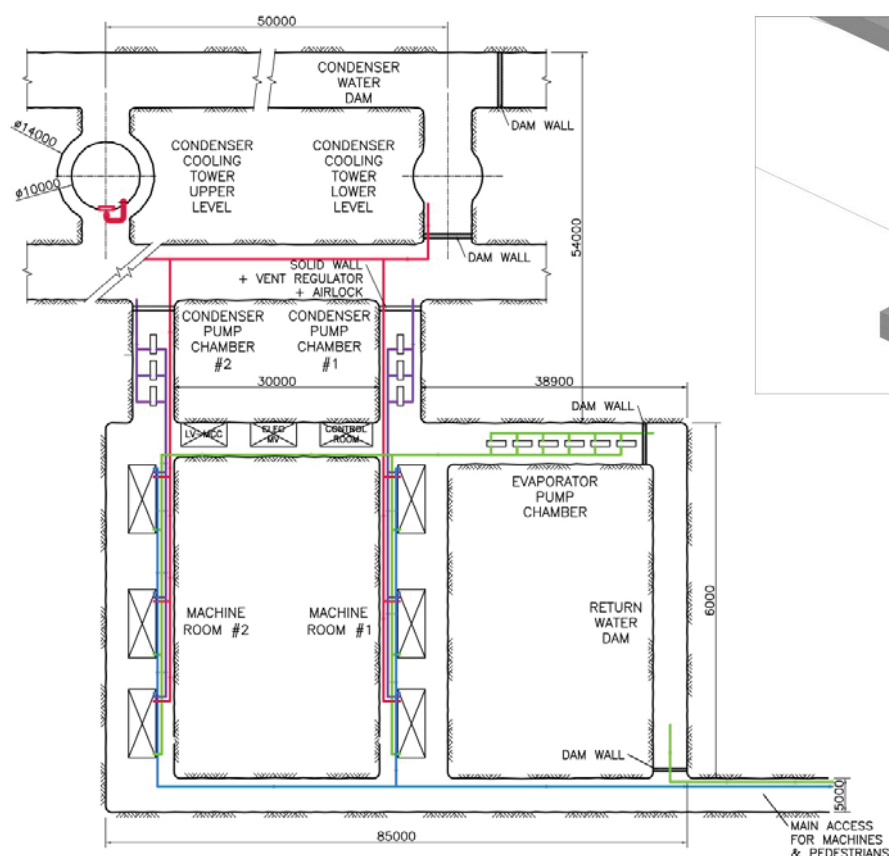 50000
CONDENSER
WATER
DAM
DAM WALL
ø14000
ø10000
CONDENSER
COOLING
TOWER
UPPER
LEVEL
CONDENSER
COOLING
TOWER
LOWER
LEVEL
54000
DAM WALL
SOLID WALL
+ VENT REGULATOR
+ AIRLOCK
CONDENSER
PUMP
CHAMBER
#2
CONDENSER
PUMP
CHAMBER
#1
30000
38900
DAM WALL
LV-MCC
ELEC
MV
CONTROL
ROOM
EVAPORATOR
PUMP
CHAMBER
MACHINE
ROOM #2
MACHINE
ROOM #1
RETURN
WATER
DAM
6000
DAM WALL
5000
85000
MAIN ACCESS
FOR MACHINES
& PEDESTRIANS